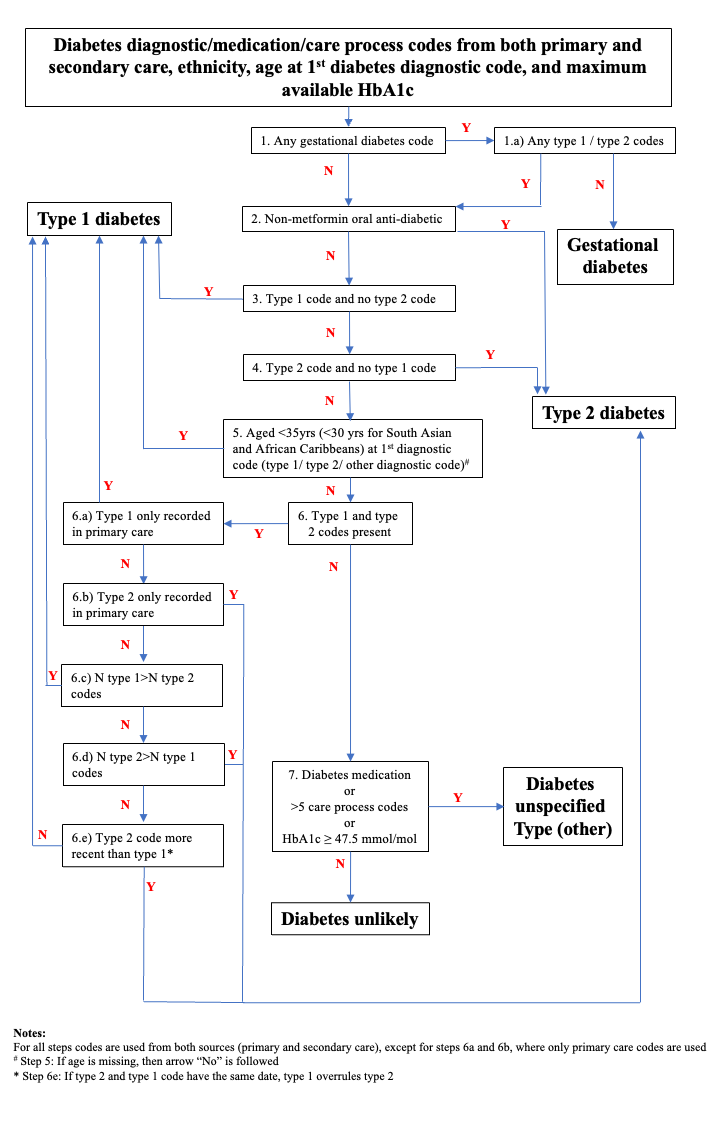 Diabetes diagnostic/medication/care process codes from both primary and
secondary care, ethnicity, age at 1st diabetes diagnostic code, and maximum
available HbA1c
1. Any gestational diabetes code
Y
1.a) Any type 1 / type 2 codes
N
Y
N
Type 1 diabetes
2. Non-metformin oral anti-diabetic
Y
Gestational
diabetes
N
Y
3. Type 1 code and no type 2 code
N
4. Type 2 code and no type 1 code
Y
N
Type 2 diabetes
Y
5. Aged <35yrs (<30 yrs for South Asian
and African Caribbeans) at 1st diagnostic
code (type 1/ type 2/ other diagnostic code)#
Y
N
6.a) Type 1 only recorded
in primary care
Y
6. Type 1 and type
2 codes present
N
N
6.b) Type 2 only recorded
in primary care
Y
N
Y
6.c) N type 1>N type 2
codes
N
6.d) N type 2>N type 1
codes
Y
7. Diabetes medication
or
>5 care process codes
or
HbA1c ≥ 47.5 mmol/mol
Y
Diabetes
unspecified
Type (other)
N
N
6.e) Type 2 code more
recent than type 1*
N
Y
Diabetes unlikely
Notes:
For all steps codes are used from both sources (primary and secondary care), except for steps 6a and 6b, where only primary care codes are used
# Step 5: If age is missing, then arrow “No” is followed
* Step 6e: If type 2 and type 1 code have the same date, type 1 overrules type 2